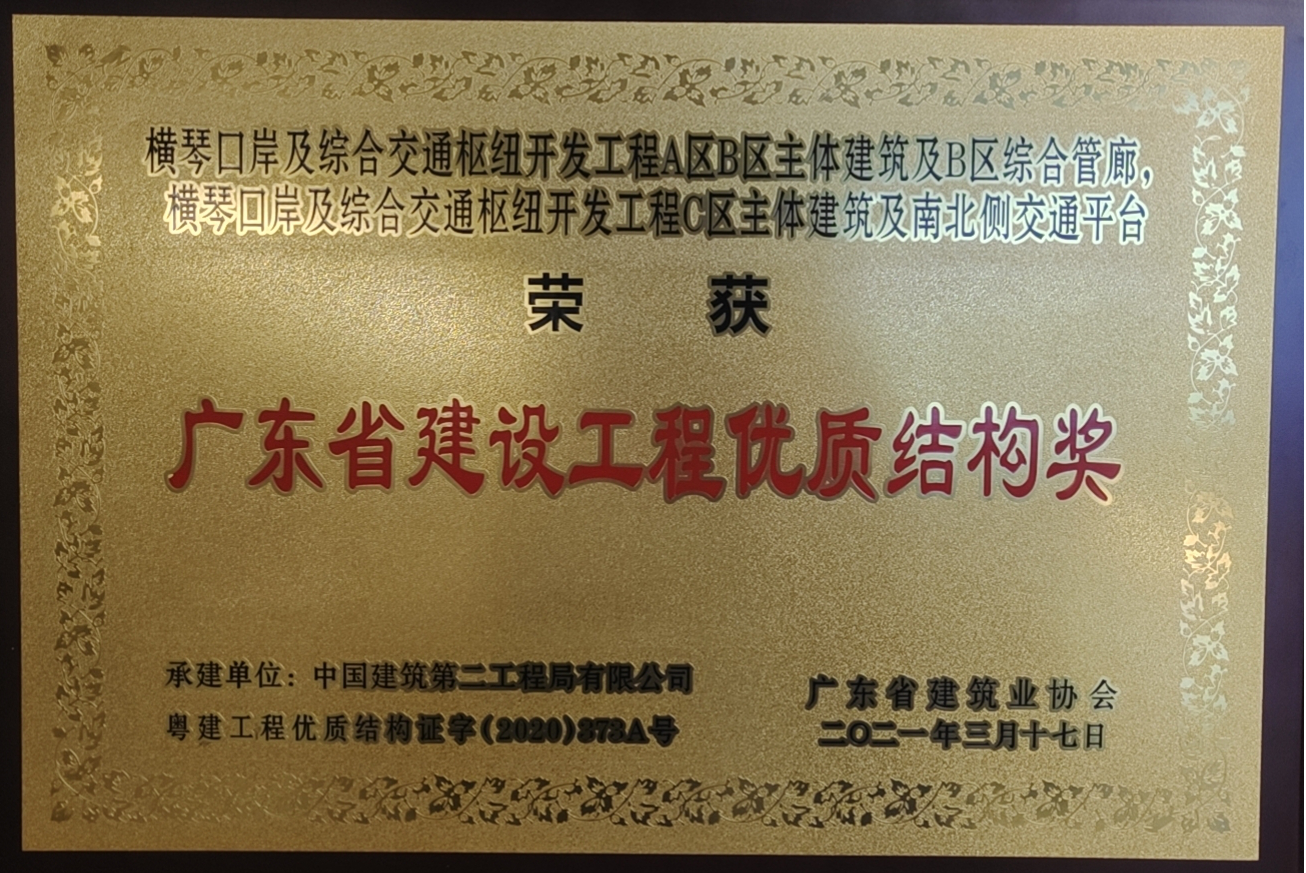 横琴口岸及综合交通枢纽开发工程A区B区主体建筑及B区综合管廊,
横琴口岸及综合交通枢纽开发工程C区主体建筑及南北侧交通平台
荣 获
广东省建设工程优质结构奖
承建单位：中国建筑第二工程局有限公司
粤建工程优质结构证字(2020)373A号
广东省建筑业协会
二〇二一年三月十七日